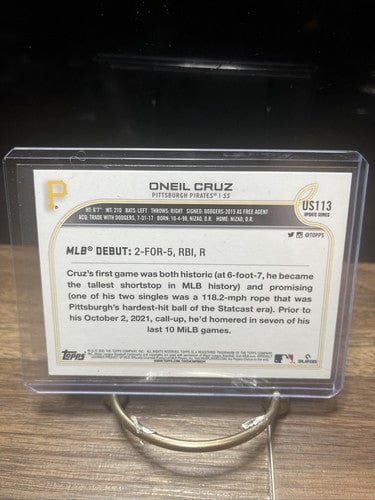 P
ONEIL CRUZ
PITTSBURGH PIRATES® | SS
US113
UPDATE SERIES
HT: 6'7" WT: 210 BATS: LEFT THROWS: RIGHT SIGNED: DODGERS-2015 AS FREE AGENT
ACQ: TRADE WITH DODGERS, 7-31-17 BORN: 10-4-98, NIZAO, D.R. HOME: NIZAO, D.R.
@TOPPS
MLB® DEBUT: 2-FOR-5, RBI, R
Cruz's first game was both historic (at 6-foot-7, he became
the tallest shortstop in MLB history) and promising
(one of his two singles was a 118.2-mph rope that was
Pittsburgh's hardest-hit ball of the Statcast era). Prior to
his October 2, 2021, call-up, he'd homered in seven of his
last 10 MiLB games.
Topps